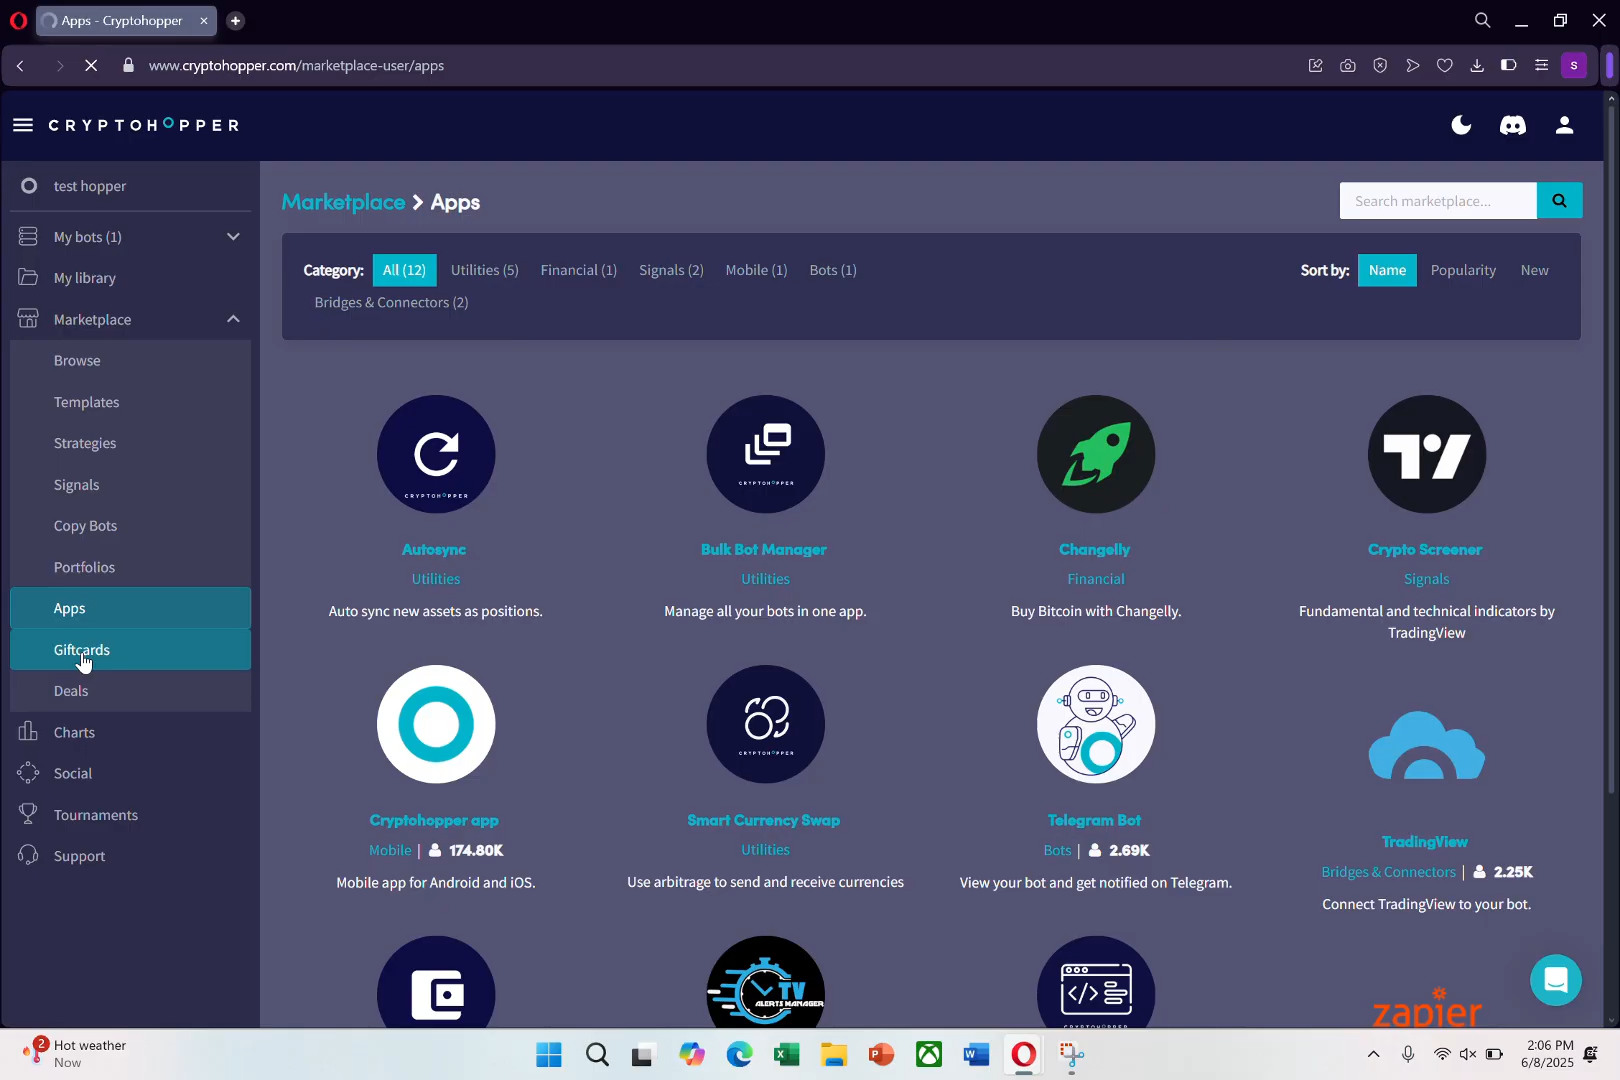 Apps - Cryptohopper
www.cryptohopper.com/marketplace-user/apps
S
CRYPTOHOPPER
test hopper
My bots (1)
My library
Marketplace
Browse
Templates
Strategies
Signals
Copy Bots
Portfolios
Apps
Giftcards
Deals
Charts
Social
Tournaments
Support
Marketplace > Apps
Search marketplace...
Category: All (12) Utilities (5) Financial (1) Signals (2) Mobile (1) Bots (1)
Bridges & Connectors (2)
Sort by: Name Popularity New
CRYPTOHOPPER
Autosync
Utilities
Auto sync new assets as positions.
CRYPTOHOPPER
Bulk Bot Manager
Utilities
Manage all your bots in one app.
Changelly
Financial
Buy Bitcoin with Changelly.
Crypto Screener
Signals
Fundamental and technical indicators by
TradingView
Cryptohopper app
Mobile | 174.80K
Mobile app for Android and iOS.
CRYPTOHOPPER
Smart Currency Swap
Utilities
Use arbitrage to send and receive currencies
Telegram Bot
Bots | 2.69K
View your bot and get notified on Telegram.
TradingView
Bridges & Connectors | 2.25K
Connect TradingView to your bot.
TV
ALERTS MANAGER
zapier
2
Hot weather
Now
2:06 PM
6/8/2025